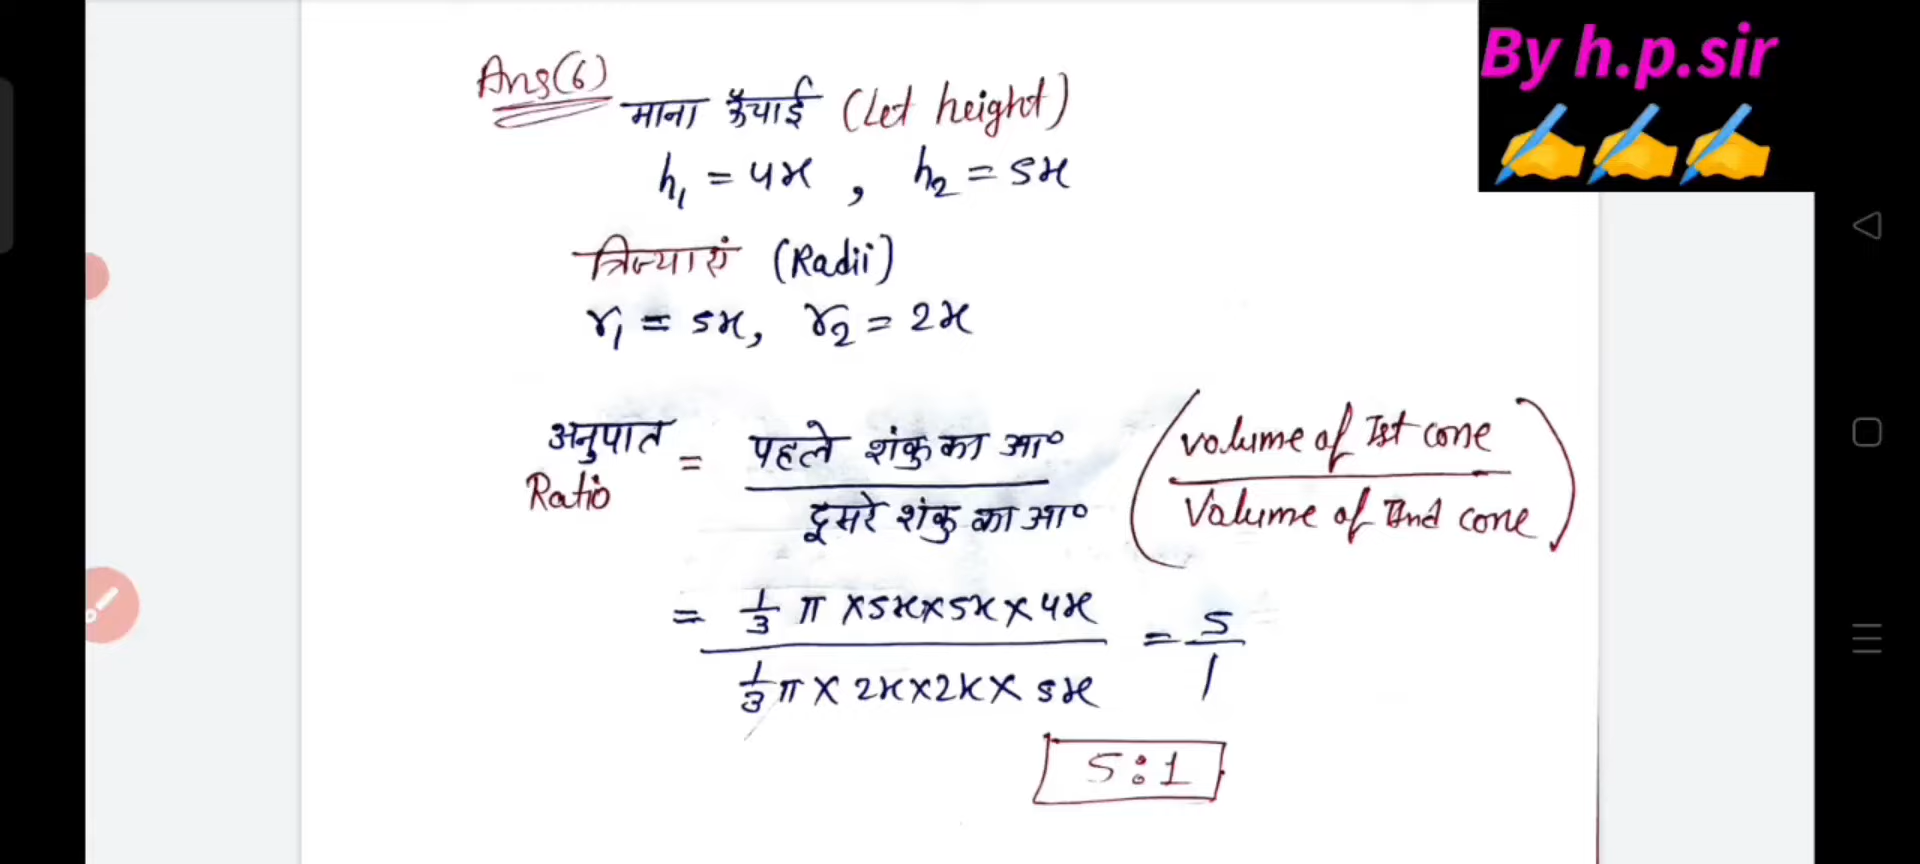 By h.p.sir
✍️✍️✍️
Ans(6)
माना ऊँचाई (Let height)
h₁ = 4x , h₂ = 5x
त्रिज्याएं (Radii)
r₁ = 5x, r₂ = 2x
अनुपात Ratio = पहले शंकु का आ॰ / दूसरे शंकु का आ॰ (volume of Ist cone / Volume of IInd cone)
= 1/3 π x5x x5x x 4x / 1/3 π x 2x x 2x x 5x = 5/1
5:1